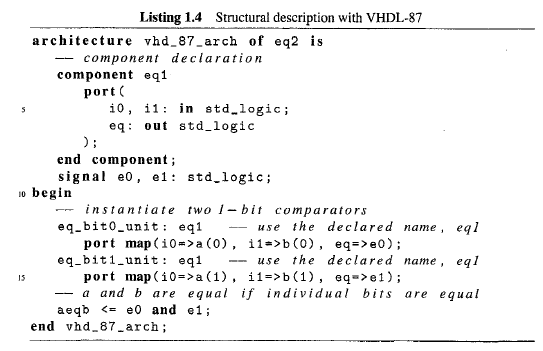 Listing 1.4 Structural description with VHDL-87
architecture vhd_87_arch of eq2 is
-- component declaration
component eq1
port(
5 i0, i1: in std_logic;
eq: out std_logic
);
end component;
signal e0, e1: std_logic;
10 begin
-- instantiate two 1-bit comparators
eq_bit0_unit: eq1 -- use the declared name, eq1
port map(i0=>a(0), i1=>b(0), eq=>e0);
eq_bit1_unit: eq1 -- use the declared name, eq1
15 port map(i0=>a(1), i1=>b(1), eq=>e1);
-- a and b are equal if individual bits are equal
aeqb <= e0 and e1;
end vhd_87_arch;